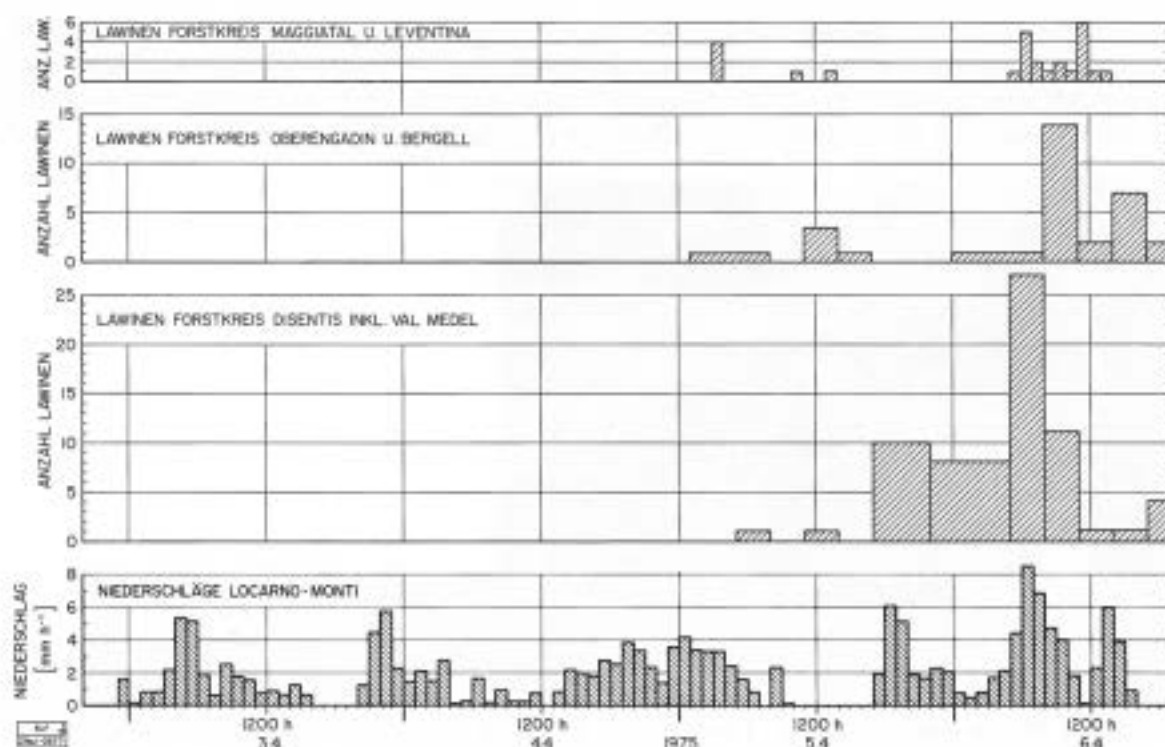 ANZ. LAW.
6
4
2
0
LAWINEN FORSTKREIS MAGGIATAL U. LEVENTINA
ANZAHL LAWINEN
15
10
5
0
LAWINEN FORSTKREIS OBERENGADIN U. BERGELL
ANZAHL LAWINEN
25
20
15
10
5
0
LAWINEN FORSTKREIS DISENTIS INKL. VAL MEDEL
NIEDERSCHLAG
[mm h⁻¹]
8
6
4
2
0
NIEDERSCHLÄGE LOCARNO-MONTI
1200 h 1200 h 1200 h 1200 h
3.4 4.4 1975 5.4 6.4